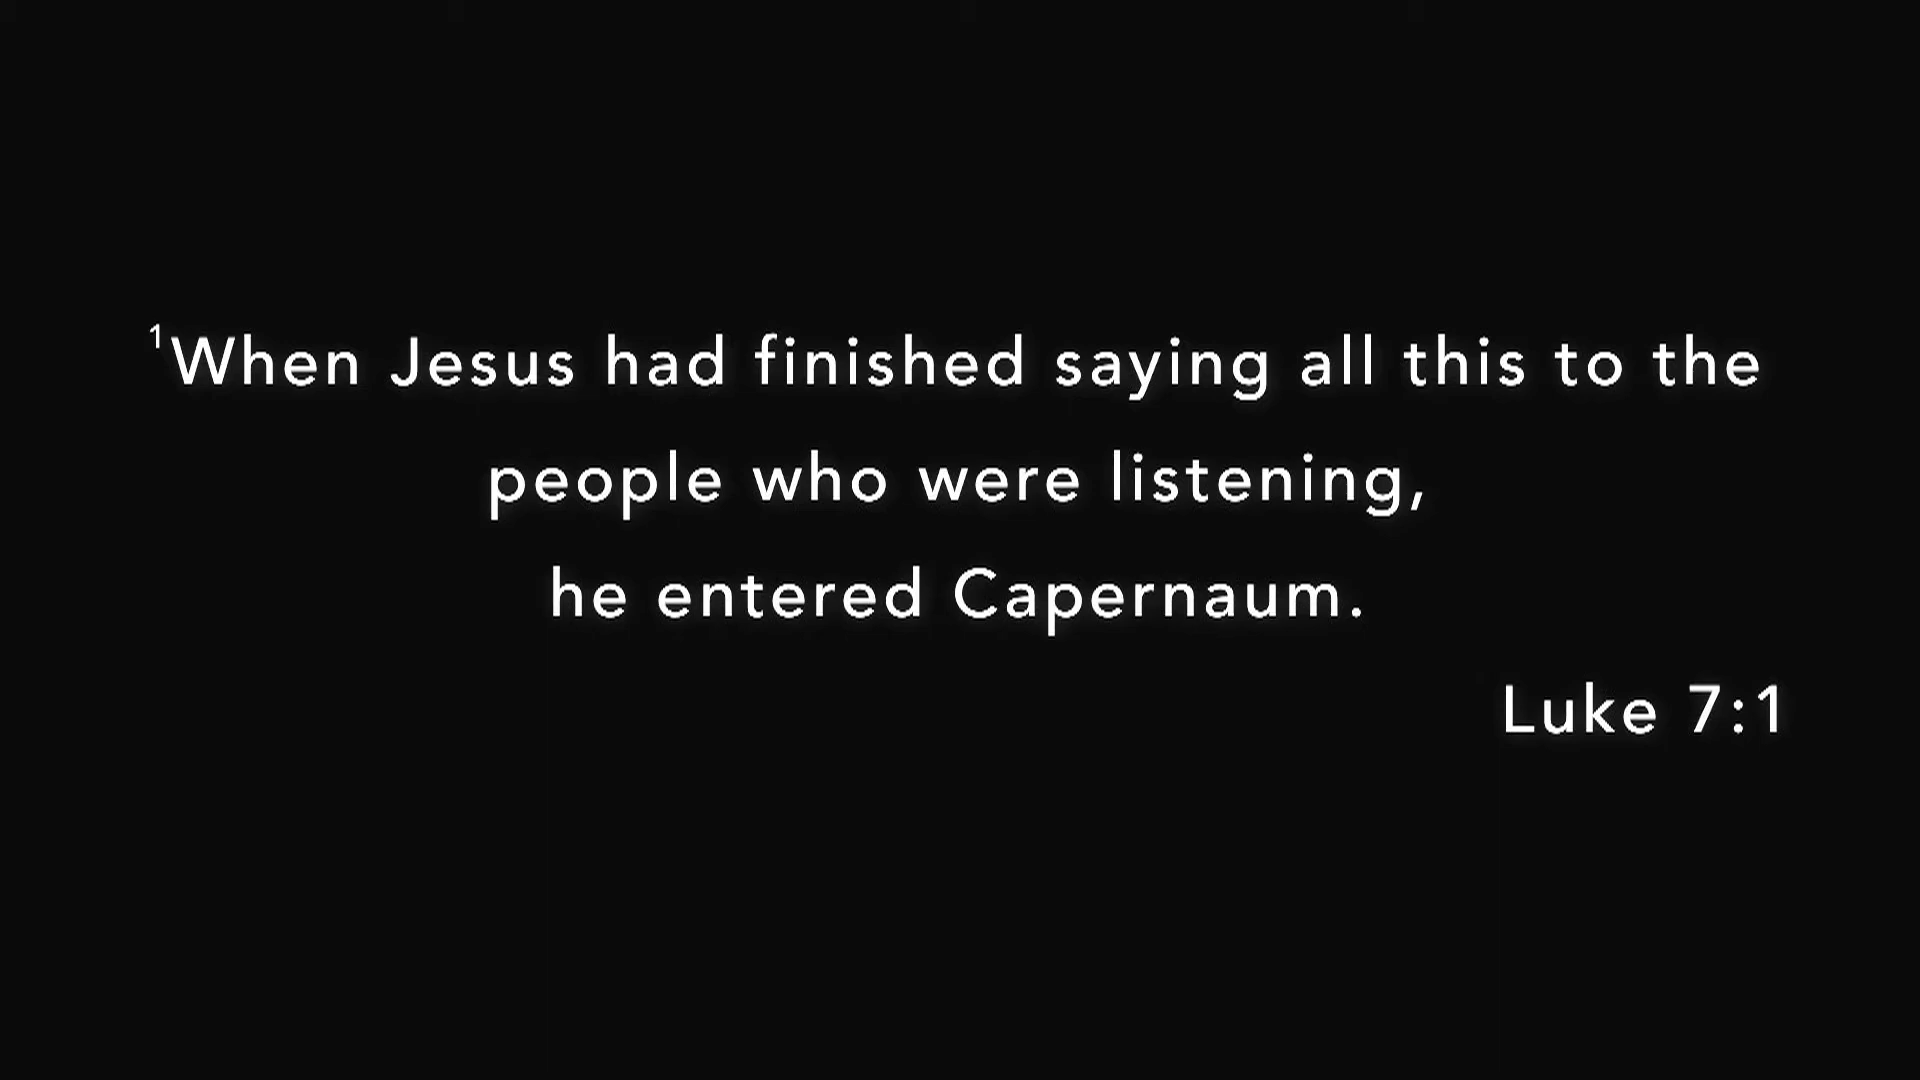 ¹When Jesus had finished saying all this to the
people who were listening,
he entered Capernaum.
Luke 7:1